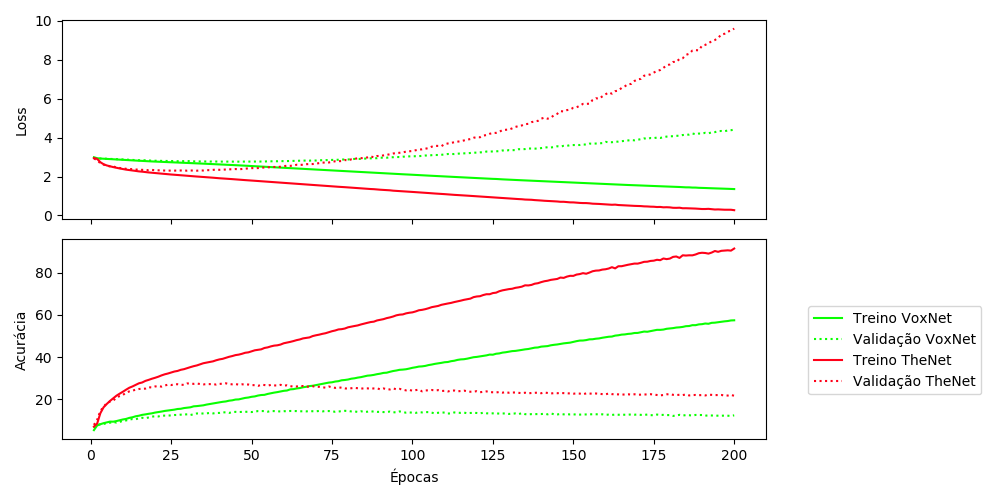 10
8
6
4
2
0
Loss
80
60
40
20
Acurácia
0 25 50 75 100 125 150 175 200
Épocas
Treino VoxNet
Validação VoxNet
Treino TheNet
Validação TheNet